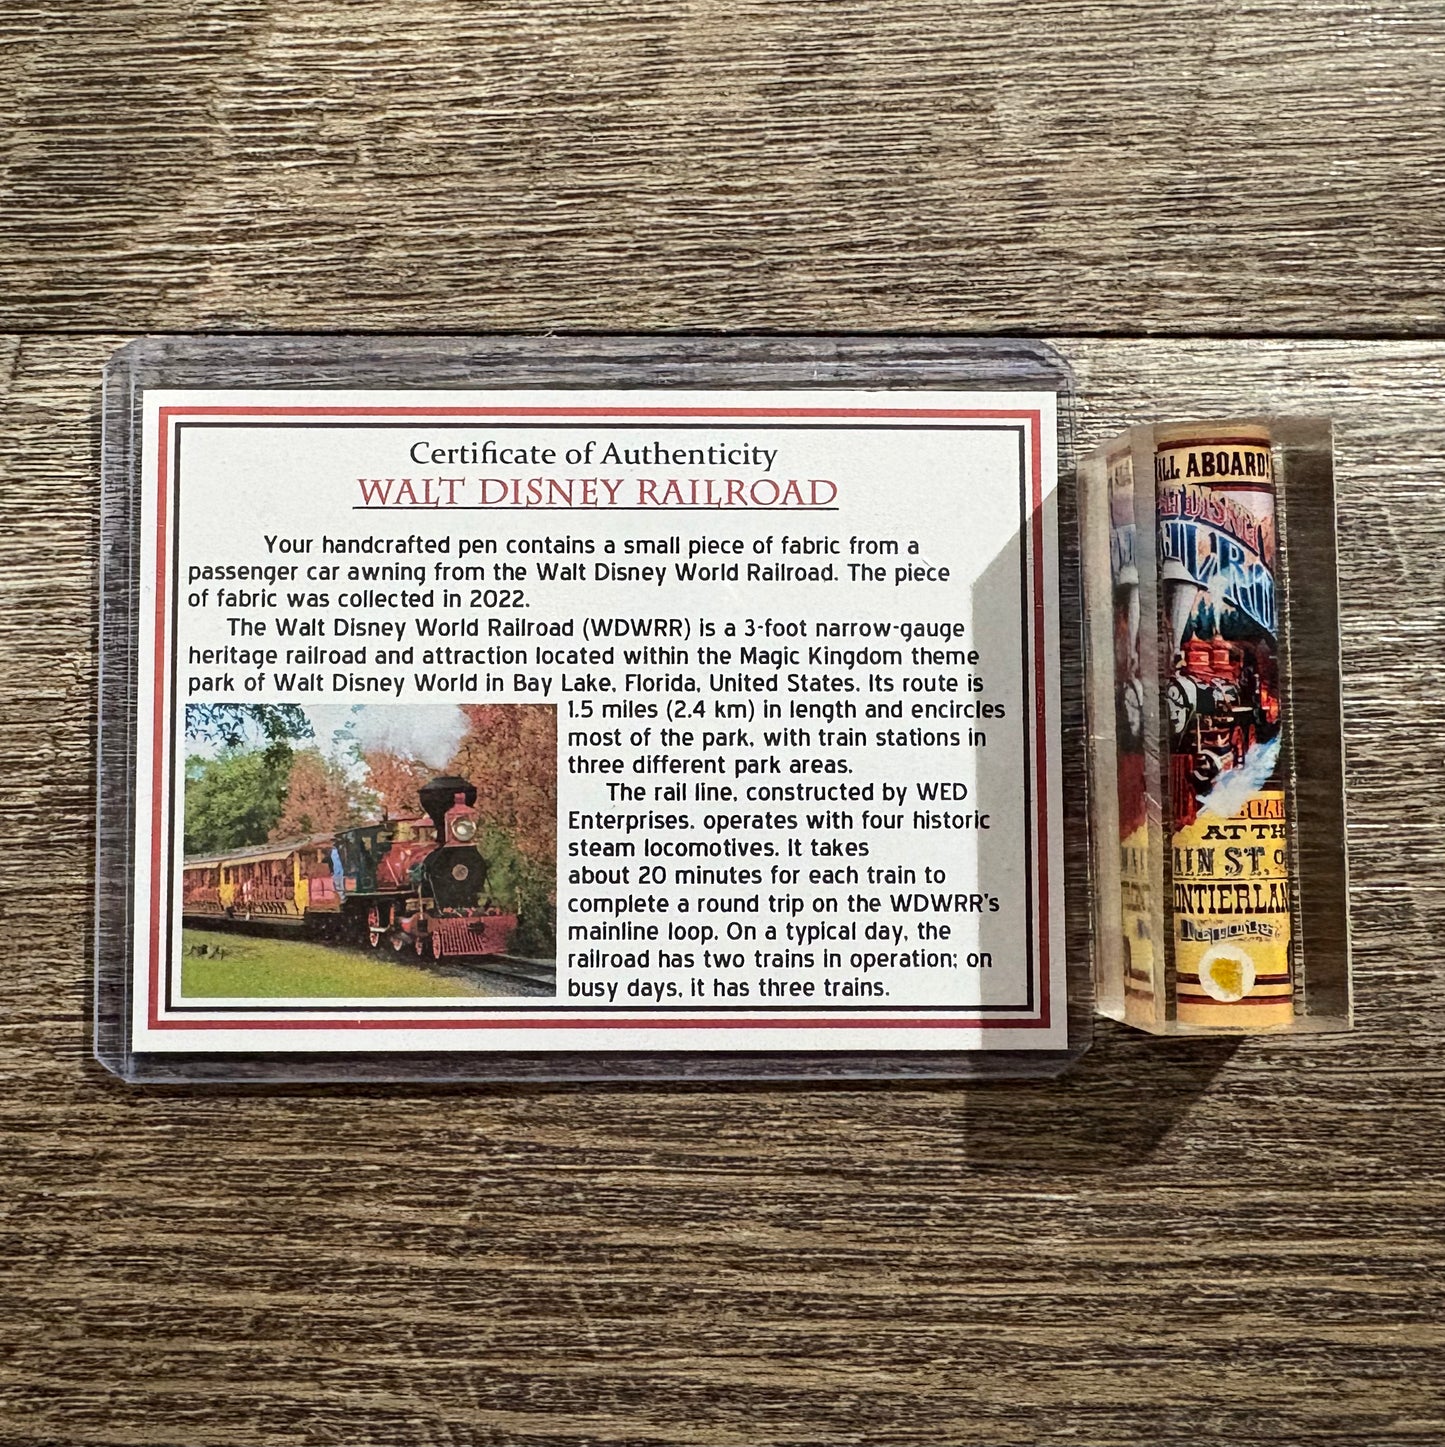 Certificate of Authenticity
WALT DISNEY RAILROAD
Your handcrafted pen contains a small piece of fabric from a
passenger car awning from the Walt Disney World Railroad. The piece
of fabric was collected in 2022.
The Walt Disney World Railroad (WDWRR) is a 3-foot narrow-gauge
heritage railroad and attraction located within the Magic Kingdom theme
park of Walt Disney World in Bay Lake, Florida, United States. Its route is
1.5 miles (2.4 km) in length and encircles
most of the park, with train stations in
three different park areas.
The rail line, constructed by WED
Enterprises, operates with four historic
steam locomotives. It takes
about 20 minutes for each train to
complete a round trip on the WDWRR's
mainline loop. On a typical day, the
railroad has two trains in operation; on
busy days, it has three trains.
ALL ABOARD!
AT TH
AIN ST. O
ONTIERLAN